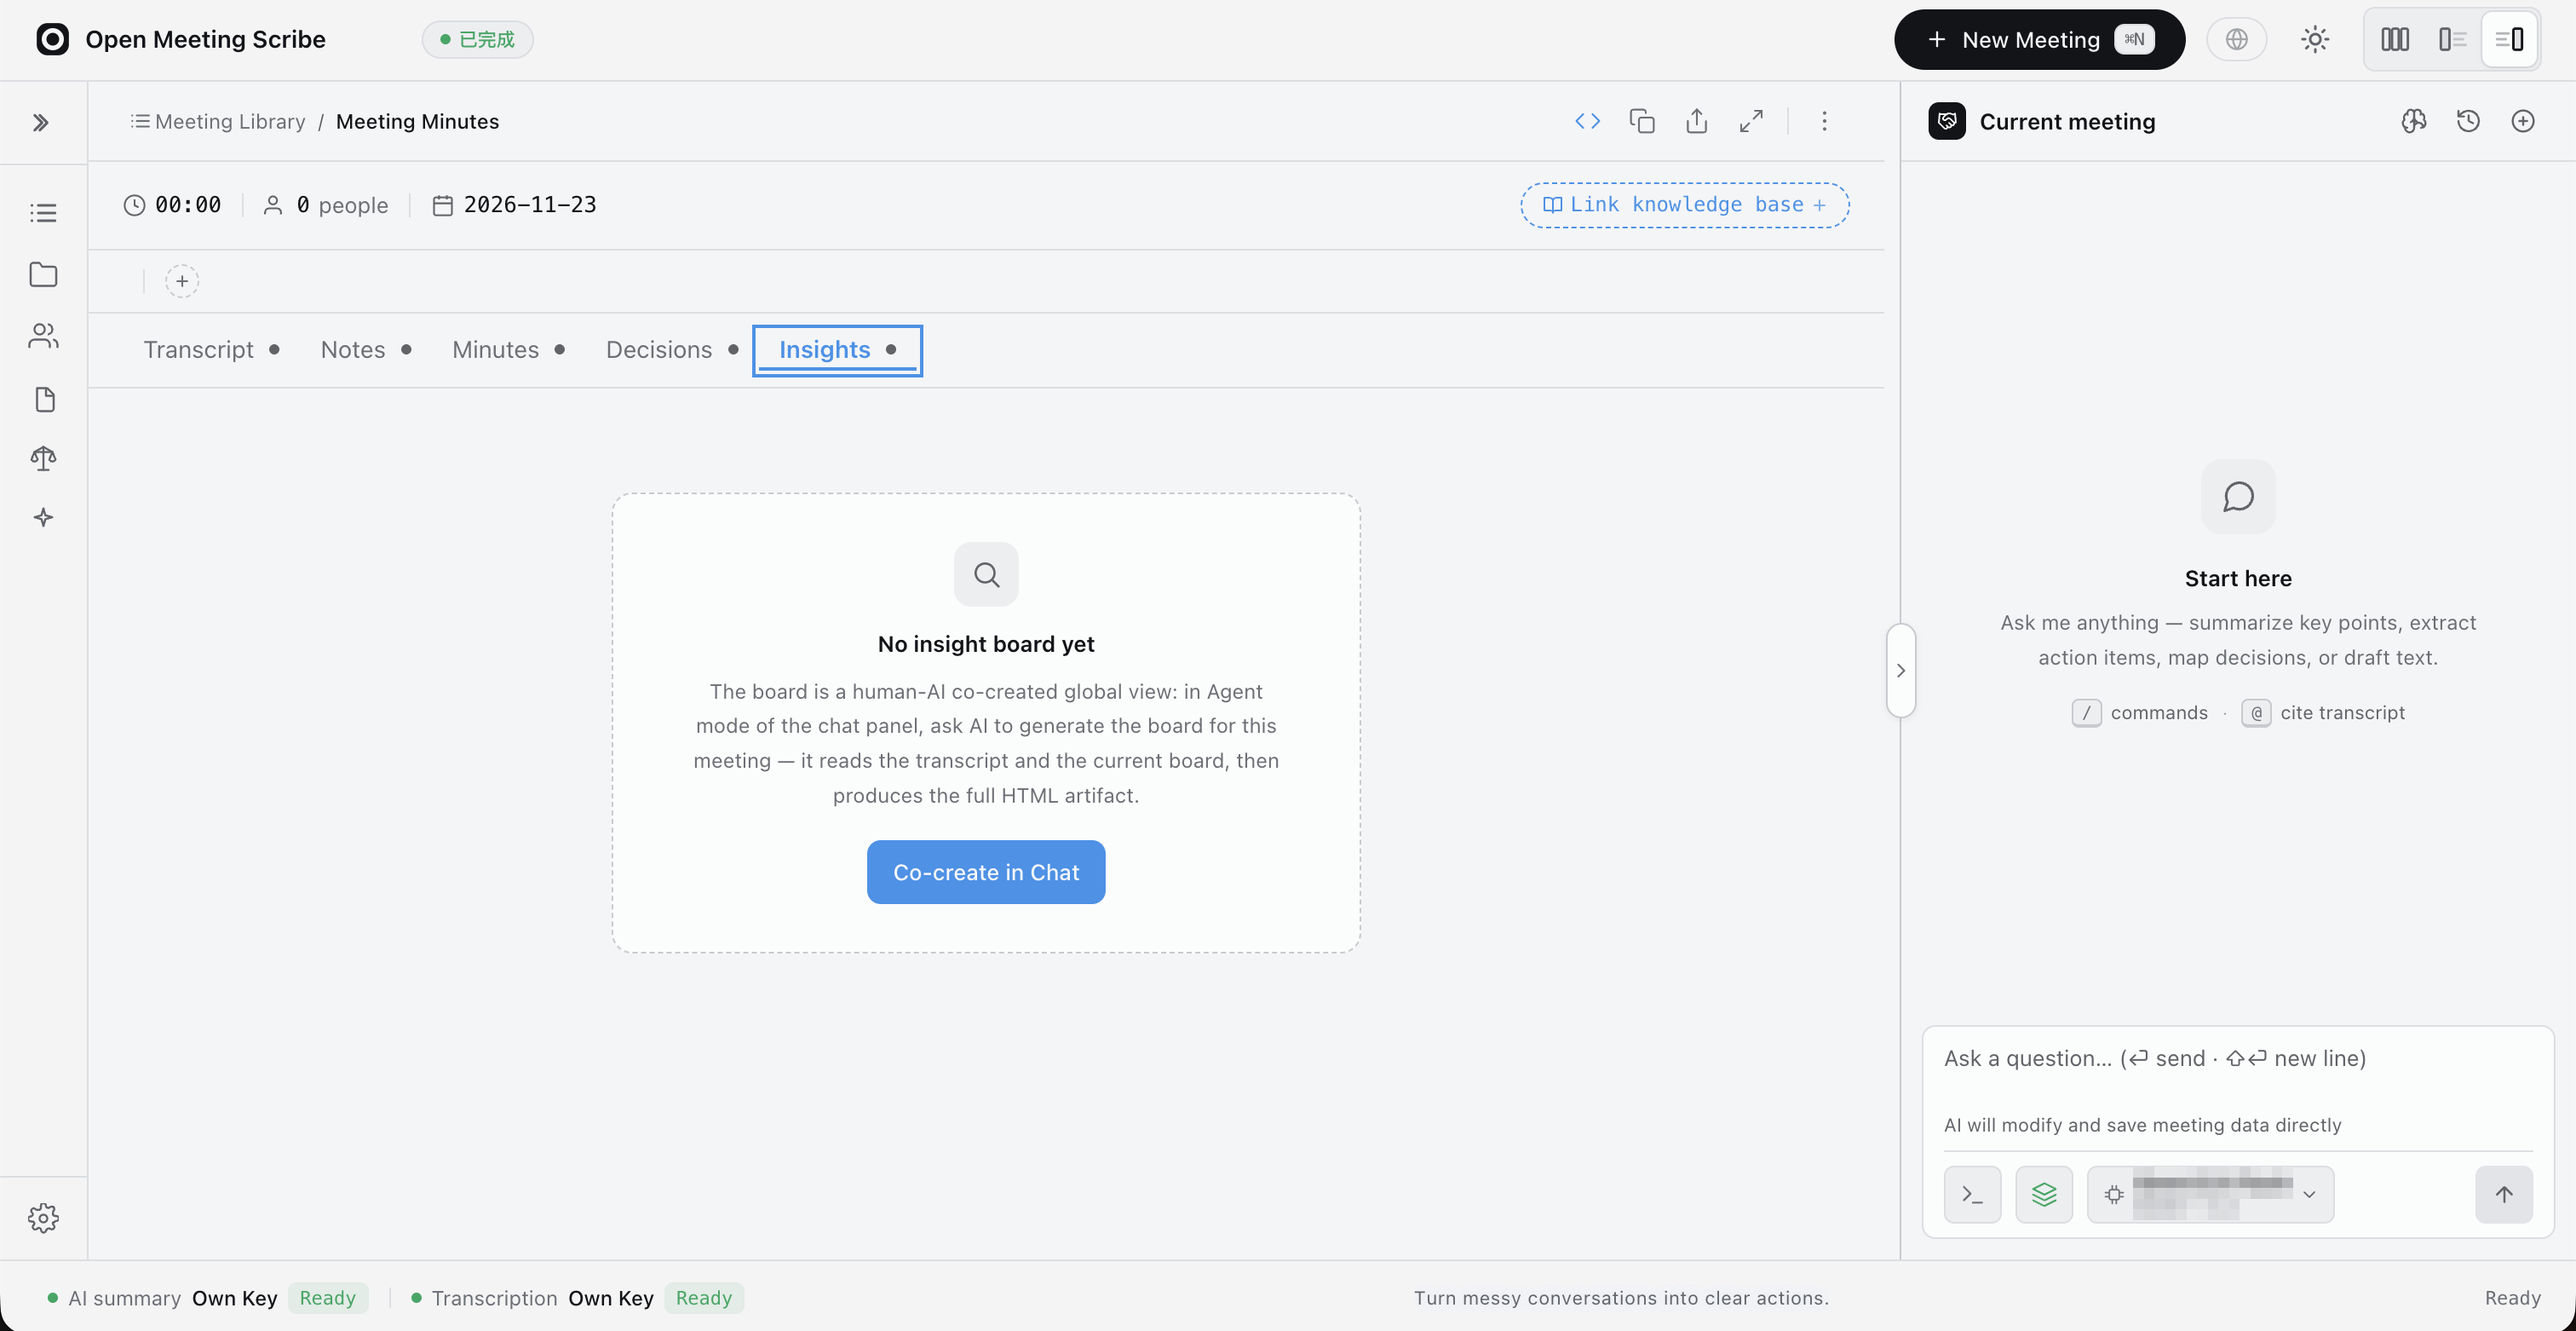 Open Meeting Scribe
已完成
New Meeting ⌘N
Meeting Library / Meeting Minutes
Current meeting
00:00
0 people
2026-11-23
Link knowledge base +
Transcript
Notes
Minutes
Decisions
Insights
No insight board yet
The board is a human-AI co-created global view: in Agent
mode of the chat panel, ask AI to generate the board for this
meeting — it reads the transcript and the current board, then
produces the full HTML artifact.
Co-create in Chat
Start here
Ask me anything — summarize key points, extract
action items, map decisions, or draft text.
/ commands · @ cite transcript
Ask a question... (⏎ send · ⇧⏎ new line)
AI will modify and save meeting data directly
AI summary Own Key Ready
Transcription Own Key Ready
Turn messy conversations into clear actions.
Ready